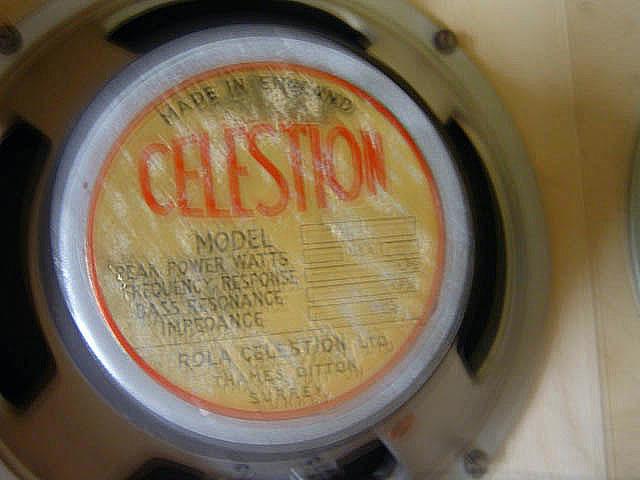 MADE IN ENGLAND
CELESTION
MODEL
PEAK POWER WATTS
FREQUENCY RESPONSE
BASS RESONANCE
IMPEDANCE
ROLA CELESTION LTD.
THAMES DITTON
SURREY